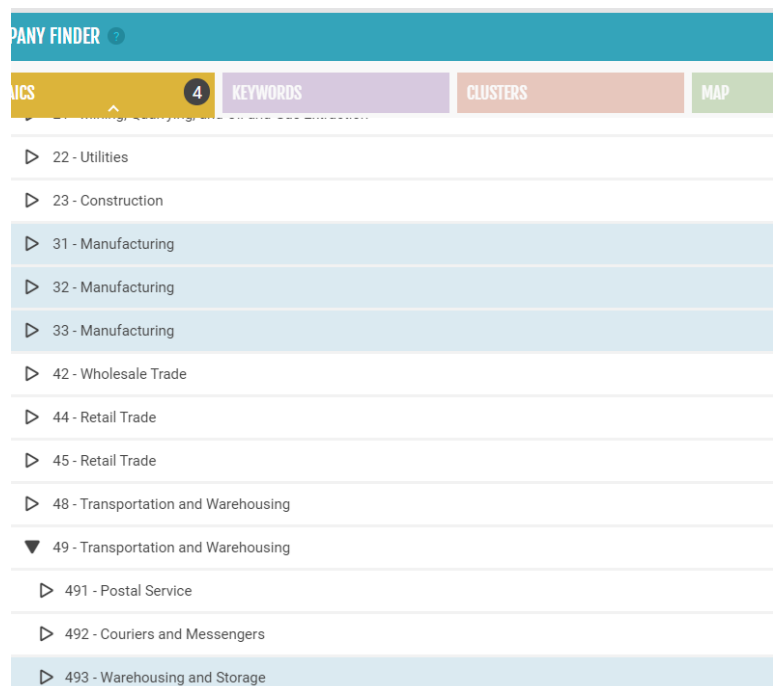 PANY FINDER ?
AICS 4 KEYWORDS CLUSTERS MAP
22 - Utilities
23 - Construction
31 - Manufacturing
32 - Manufacturing
33 - Manufacturing
42 - Wholesale Trade
44 - Retail Trade
45 - Retail Trade
48 - Transportation and Warehousing
49 - Transportation and Warehousing
491 - Postal Service
492 - Couriers and Messengers
493 - Warehousing and Storage